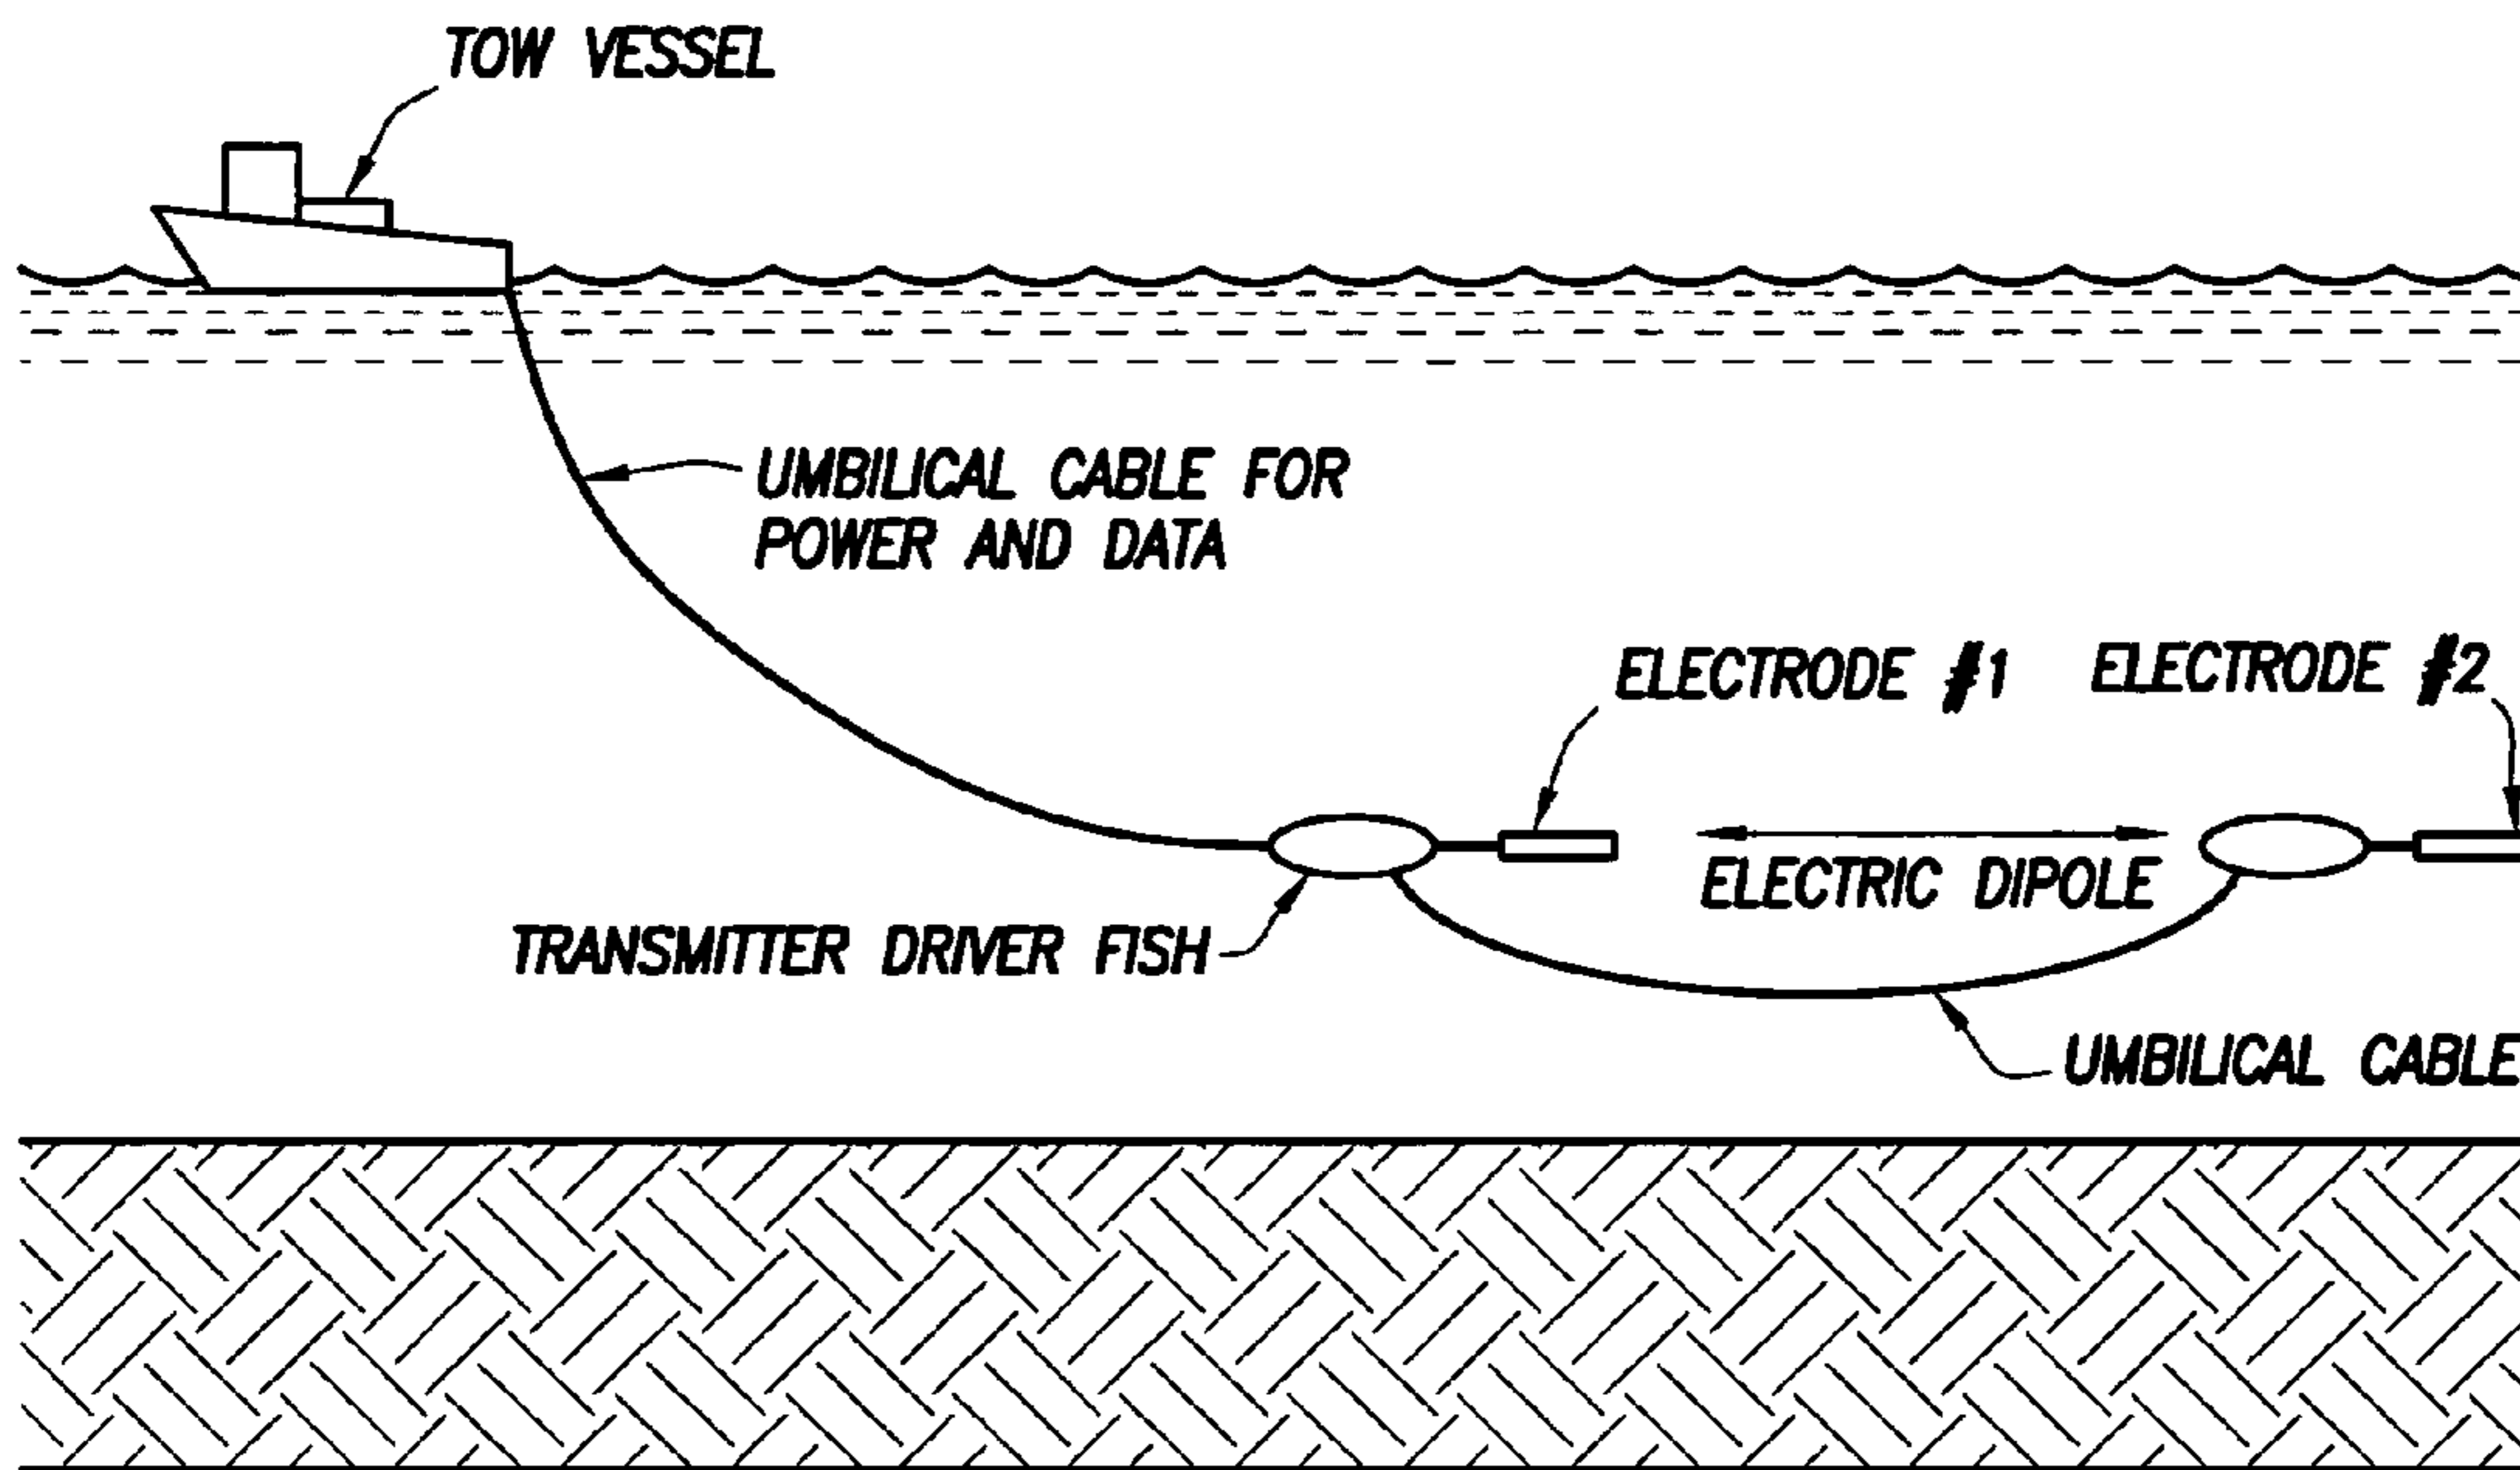 TOW VESSEL
UMBILICAL CABLE FOR
POWER AND DATA
ELECTRODE #1
ELECTRODE #2
ELECTRIC DIPOLE
TRANSMITTER DRIVER FISH
UMBILICAL CABLE